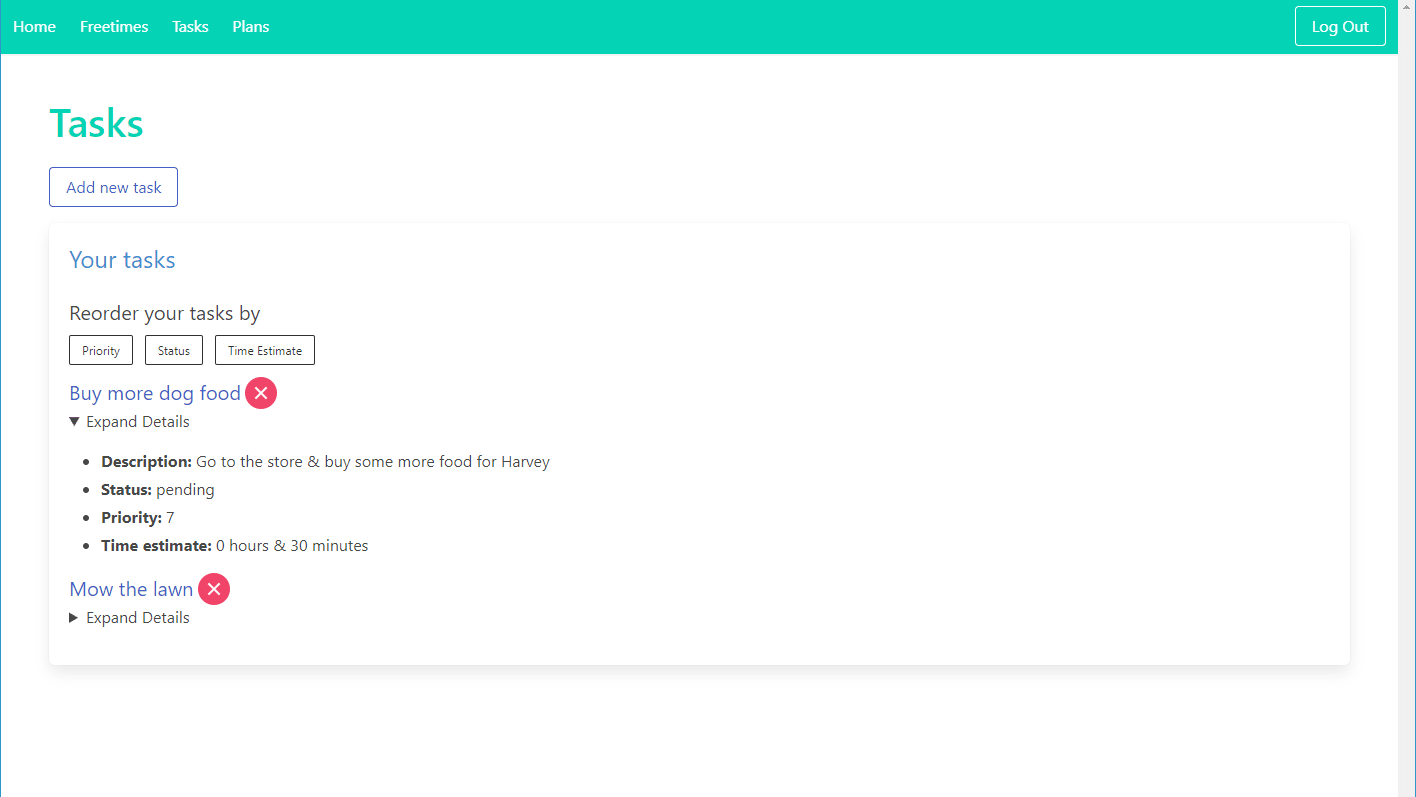 Home Freetimes Tasks Plans Log Out
Tasks
Add new task
Your tasks
Reorder your tasks by
Priority Status Time Estimate
Buy more dog food
Expand Details
Description: Go to the store & buy some more food for Harvey
Status: pending
Priority: 7
Time estimate: 0 hours & 30 minutes
Mow the lawn
Expand Details